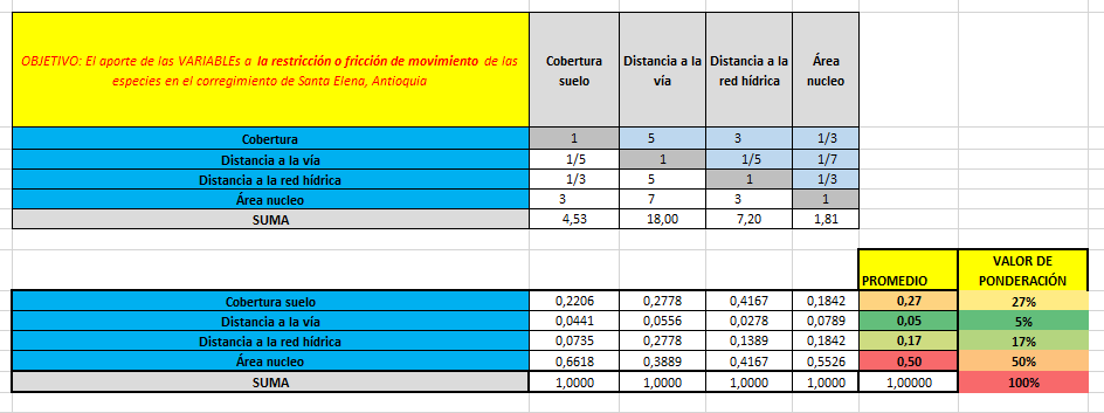 OBJETIVO: El aporte de las VARIABLEs a la restricción o fricción de movimiento de las
especies en el corregimiento de Santa Elena, Antioquia
Cobertura suelo
Distancia a la vía
Distancia a la red hídrica
Área nucleo
Cobertura 1 5 3 1/3
Distancia a la vía 1/5 1 1/5 1/7
Distancia a la red hídrica 1/3 5 1 1/3
Área nucleo 3 7 3 1
SUMA 4,53 18,00 7,20 1,81
PROMEDIO
VALOR DE
PONDERACIÓN
Cobertura suelo 0,2206 0,2778 0,4167 0,1842 0,27 27%
Distancia a la vía 0,0441 0,0556 0,0278 0,0789 0,05 5%
Distancia a la red hídrica 0,0735 0,2778 0,1389 0,1842 0,17 17%
Área nucleo 0,6618 0,3889 0,4167 0,5526 0,50 50%
SUMA 1,0000 1,0000 1,0000 1,0000 1,00000 100%